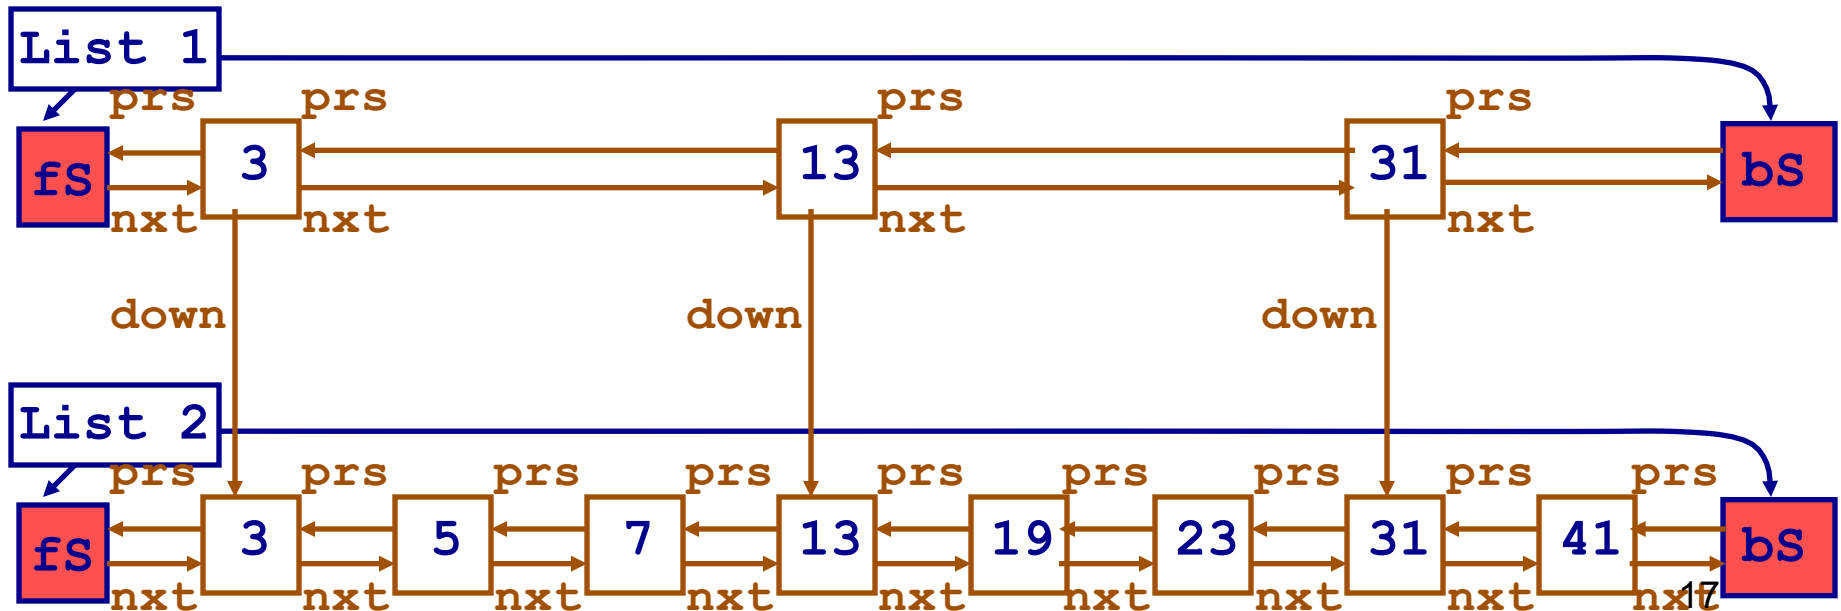 List 1
prs prs prs prs
fS 3 13 31 bS
nxt nxt nxt nxt
down down down
List 2
prs prs prs prs prs prs prs prs prs
fS 3 5 7 13 19 23 31 41 bS
nxt nxt nxt nxt nxt nxt nxt nxt nxt
17